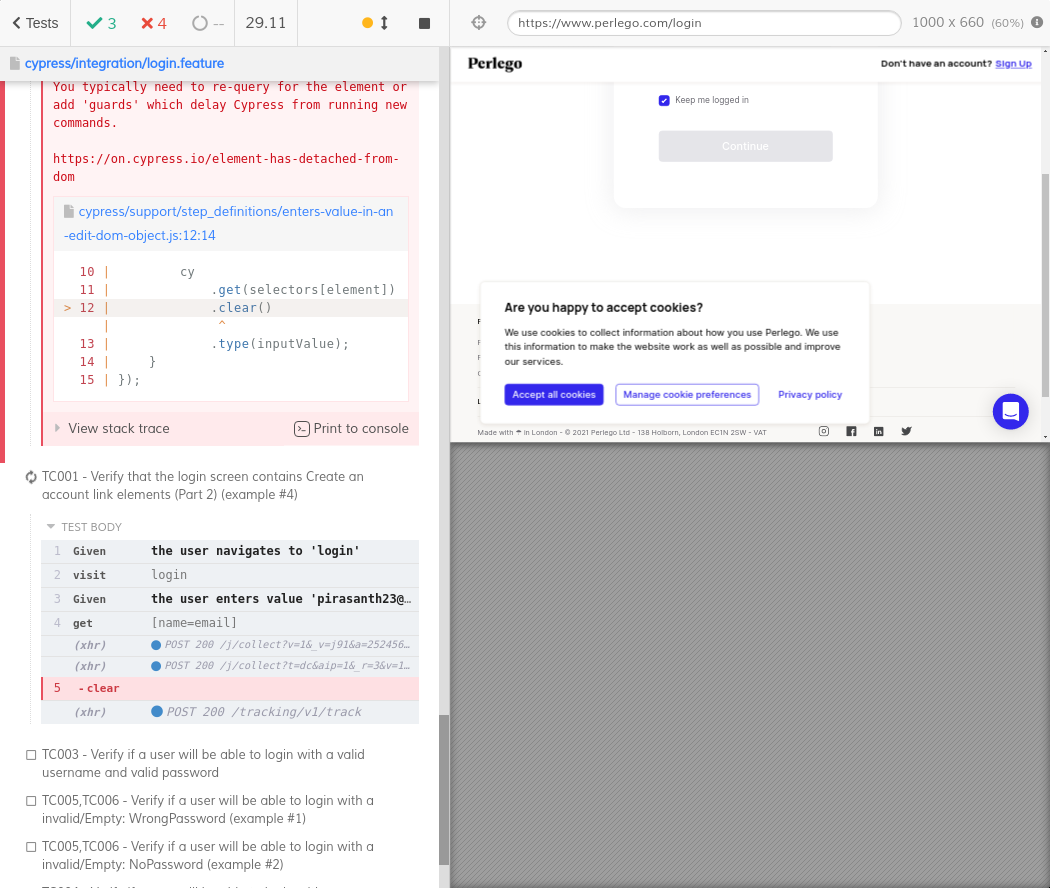 Tests
3
4
--
29.11
https://www.perlego.com/login
1000 x 660 (60%)
cypress/integration/login.feature
You typically need to re-query for the element or
add 'guards' which delay Cypress from running new
commands.
https://on.cypress.io/element-has-detached-from-
dom
cypress/support/step_definitions/enters-value-in-an
-edit-dom-object.js:12:14
10 | cy
11 | .get(selectors[element])
> 12 | .clear()
| ^
13 | .type(inputValue);
14 | }
15 | });
View stack trace
Print to console
TC001 - Verify that the login screen contains Create an
account link elements (Part 2) (example #4)
TEST BODY
1 Given the user navigates to 'login'
2 visit login
3 Given the user enters value 'pirasanth23@…
4 get [name=email]
(xhr) POST 200 /j/collect?v=1&_v=j91&a=252456…
(xhr) POST 200 /j/collect?t=dc&aip=1&_r=3&v=1…
5 - clear
(xhr) POST 200 /tracking/v1/track
TC003 - Verify if a user will be able to login with a valid
username and valid password
TC005,TC006 - Verify if a user will be able to login with a
invalid/Empty: WrongPassword (example #1)
TC005,TC006 - Verify if a user will be able to login with a
invalid/Empty: NoPassword (example #2)
Perlego
Don't have an account? Sign Up
Keep me logged in
Continue
Are you happy to accept cookies?
We use cookies to collect information about how you use Perlego. We use
this information to make the website work as well as possible and improve
our services.
Accept all cookies
Manage cookie preferences
Privacy policy
Made with ☂ in London - © 2021 Perlego Ltd - 138 Holborn, London EC1N 2SW - VAT